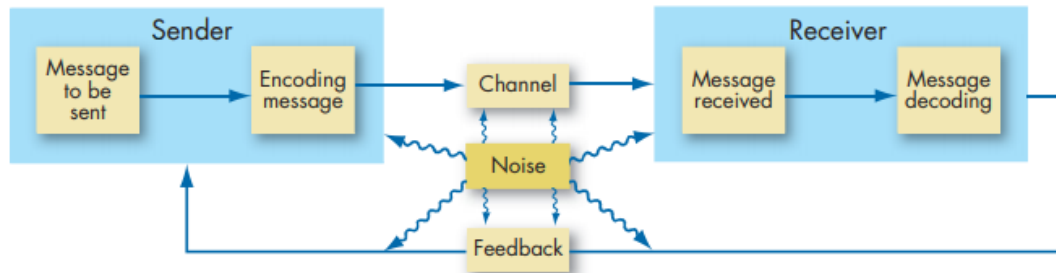 Sender
Message
to be
sent
Encoding
message
Channel
Noise
Feedback
Receiver
Message
received
Message
decoding